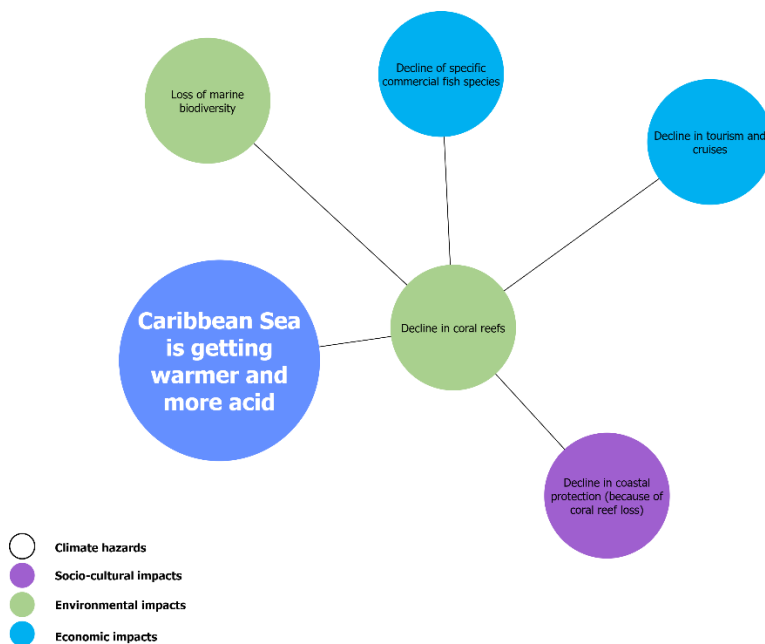 Loss of marine
biodiversity
Decline of specific
commercial fish species
Decline in tourism and
cruises
Caribbean Sea
is getting
warmer and
more acid
Decline in coral reefs
Decline in coastal
protection (because of
coral reef loss)
Climate hazards
Socio-cultural impacts
Environmental impacts
Economic impacts